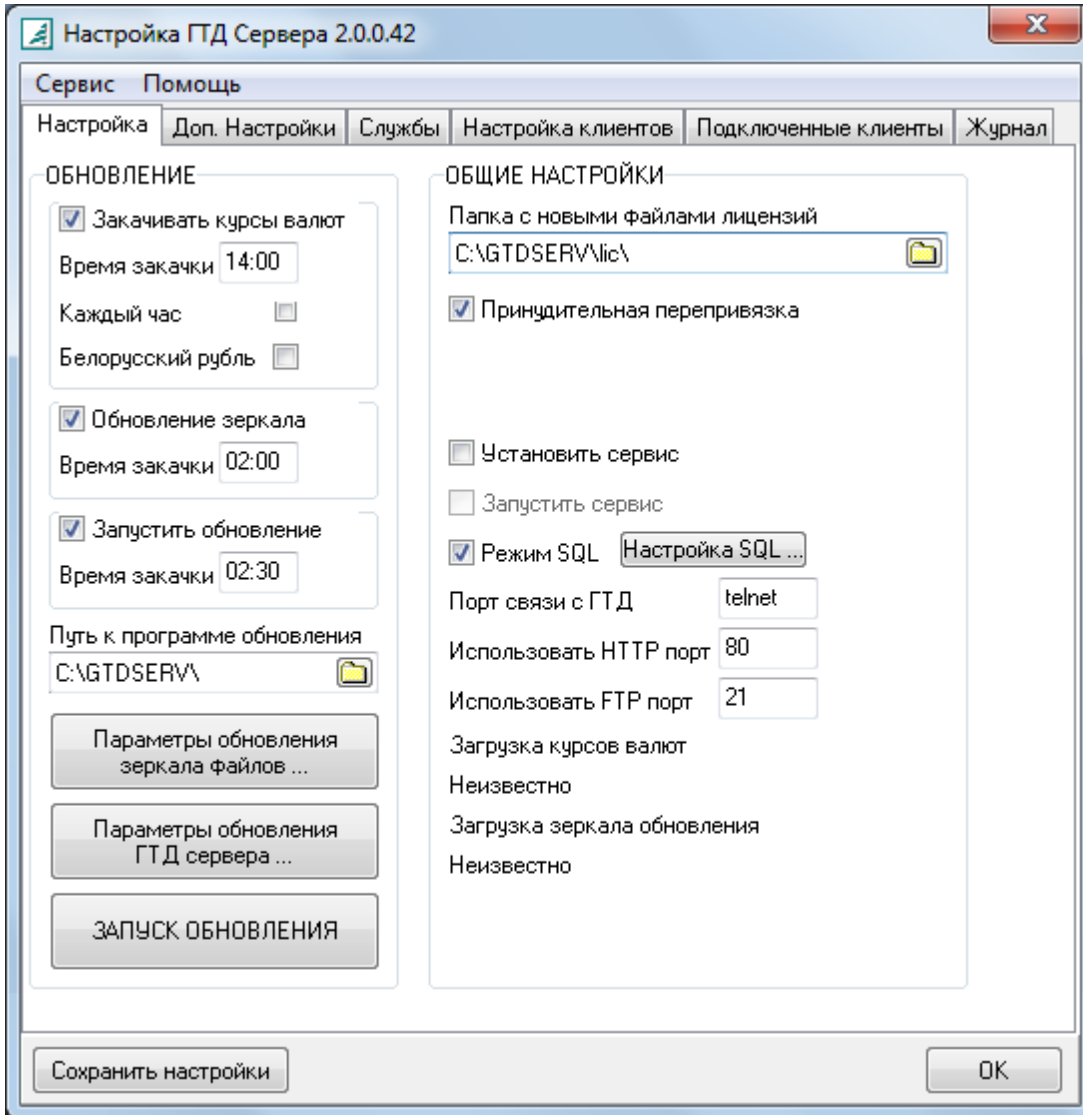 Настройка ГТД Сервера 2.0.0.42
Сервис Помощь
Настройка Доп. Настройки Службы Настройка клиентов Подключенные клиенты Журнал
ОБНОВЛЕНИЕ
Закачивать курсы валют
Время закачки 14:00
Каждый час
Белорусский рубль
Обновление зеркала
Время закачки 02:00
Запустить обновление
Время закачки 02:30
Путь к программе обновления
C:\GTDSERV\
Параметры обновления
зеркала файлов ...
Параметры обновления
ГТД сервера ...
ЗАПУСК ОБНОВЛЕНИЯ
ОБЩИЕ НАСТРОЙКИ
Папка с новыми файлами лицензий
C:\GTDSERV\lic\
Принудительная перепривязка
Установить сервис
Запустить сервис
Режим SQL Настройка SQL ...
Порт связи с ГТД telnet
Использовать HTTP порт 80
Использовать FTP порт 21
Загрузка курсов валют
Неизвестно
Загрузка зеркала обновления
Неизвестно
Сохранить настройки OK